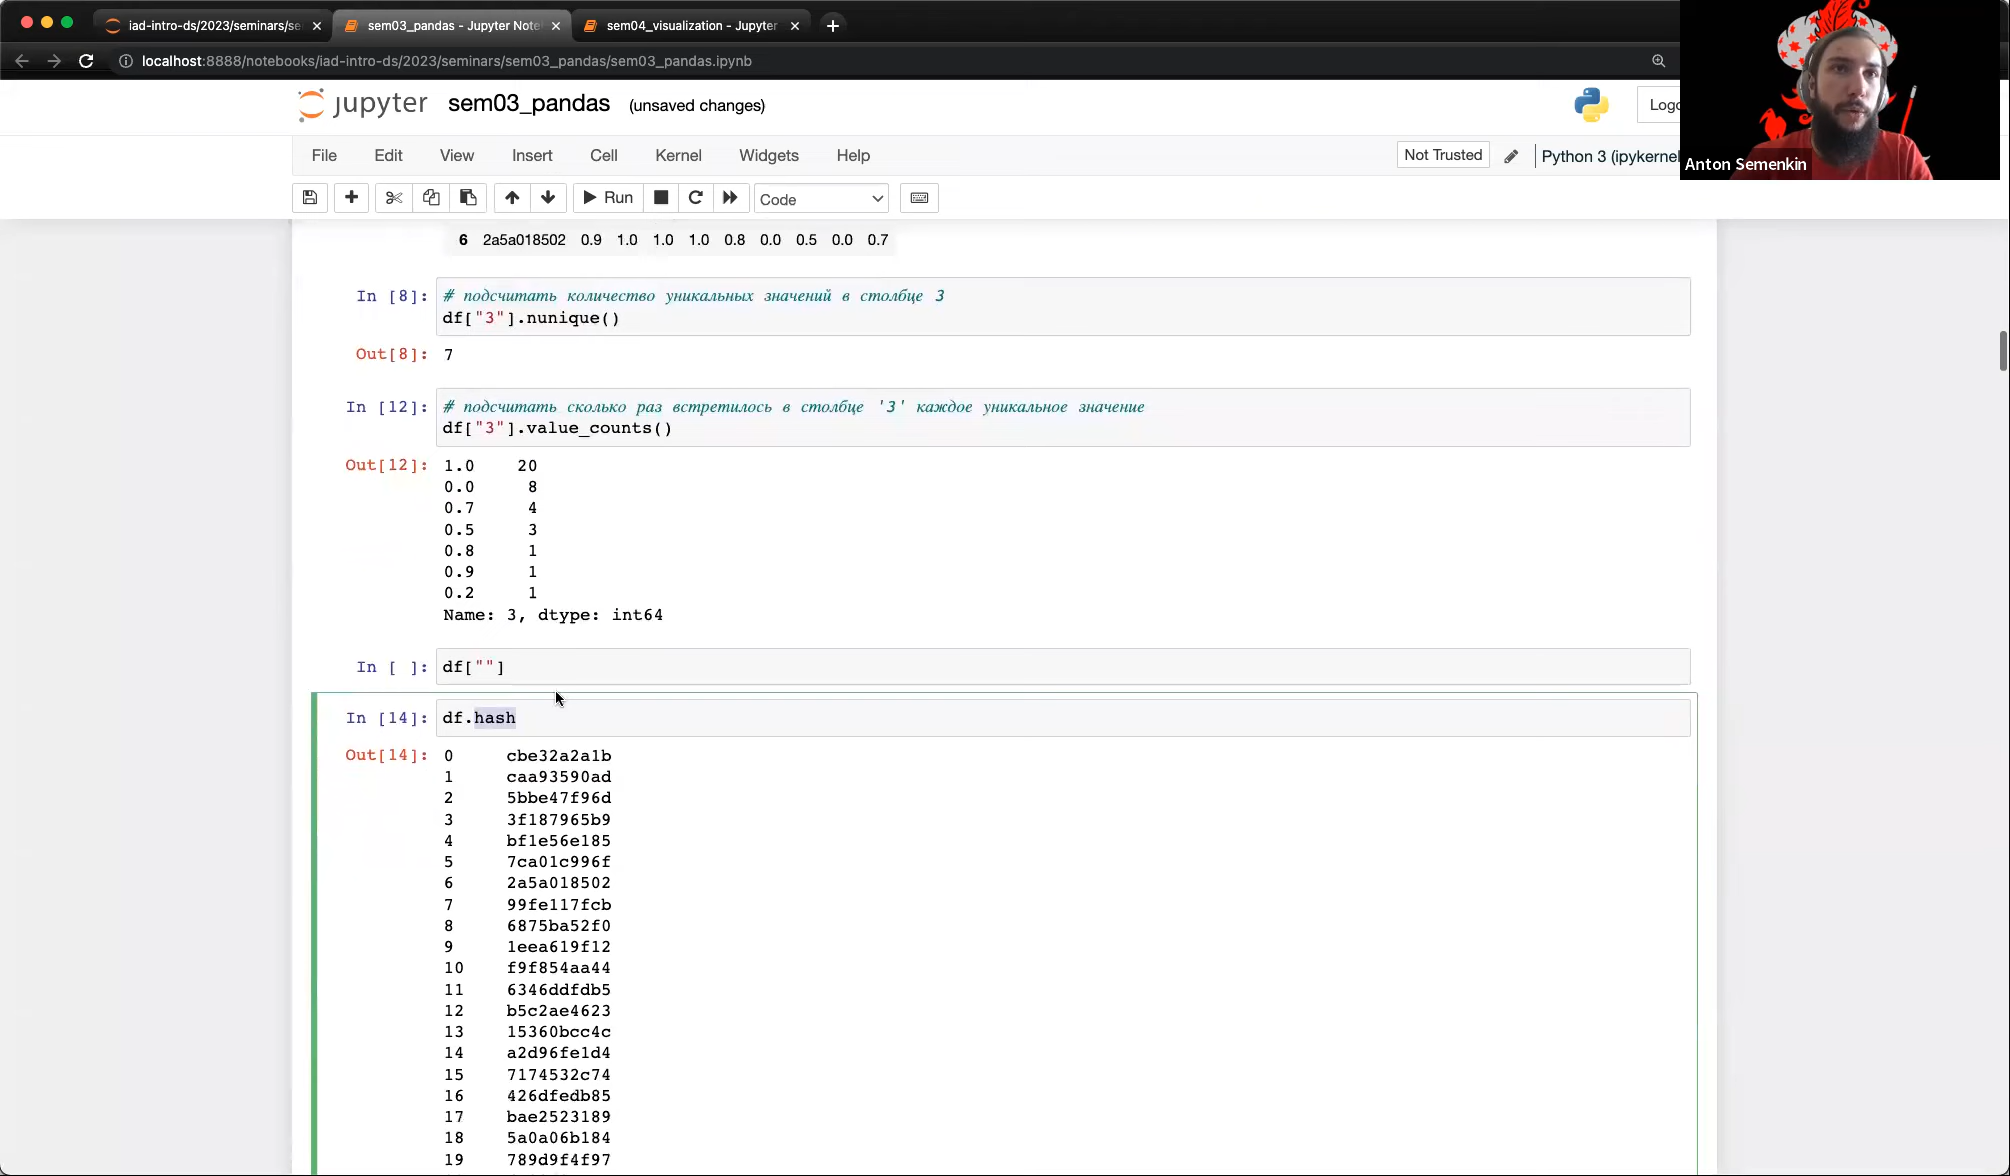 iad-intro-ds/2023/seminars/se
sem03_pandas - Jupyter Note
sem04_visualization - Jupyter
localhost:8888/notebooks/iad-intro-ds/2023/seminars/sem03_pandas/sem03_pandas.ipynb
jupyter sem03_pandas (unsaved changes)
Logo
Anton Semenkin
File Edit View Insert Cell Kernel Widgets Help
Not Trusted Python 3 (ipykernel
Run Code
6 2a5a018502 0.9 1.0 1.0 1.0 0.8 0.0 0.5 0.0 0.7
In [8]: # подсчитать количество уникальных значений в столбце 3
df["3"].nunique()
Out[8]: 7
In [12]: # подсчитать сколько раз встретилось в столбце '3' каждое уникальное значение
df["3"].value_counts()
Out[12]: 1.0 20
0.0 8
0.7 4
0.5 3
0.8 1
0.9 1
0.2 1
Name: 3, dtype: int64
In [ ]: df[""]
In [14]: df.hash
Out[14]: 0 cbe32a2a1b
1 caa93590ad
2 5bbe47f96d
3 3f187965b9
4 bf1e56e185
5 7ca01c996f
6 2a5a018502
7 99fe117fcb
8 6875ba52f0
9 1eea619f12
10 f9f854aa44
11 6346ddfdb5
12 b5c2ae4623
13 15360bcc4c
14 a2d96fe1d4
15 7174532c74
16 426dfedb85
17 bae2523189
18 5a0a06b184
19 789d9f4f97